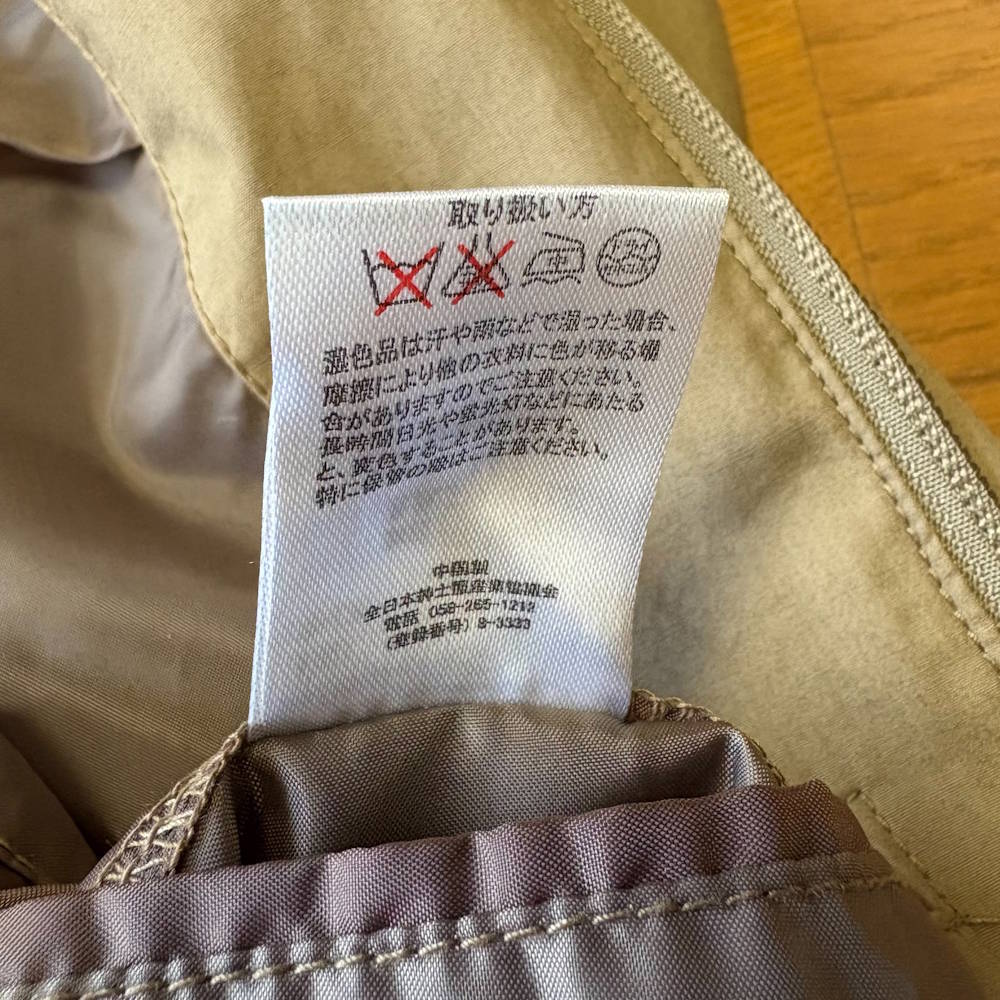 取り扱い方
濃色品は汗や雨などで湿った場合、
摩擦により他の衣料に色が移る場
合がありますのでご注意ください。
長時間日光や蛍光灯などにあたる
と、変色することがあります。
特に保管の際はご注意ください。
中国製
全日本紳士服産業協議会
電話 058-265-1212
(登録番号) B-3333